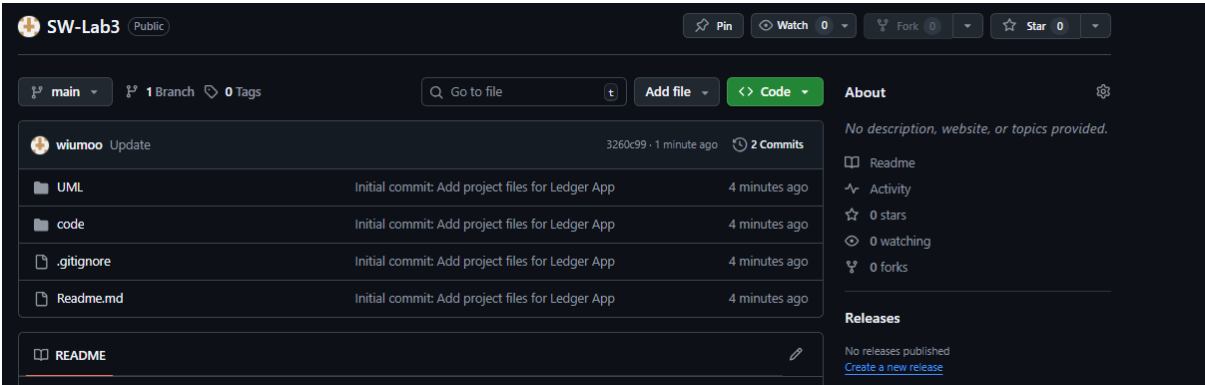 SW-Lab3 Public
Pin
Watch 0
Fork 0
Star 0
main
1 Branch
0 Tags
Go to file t
Add file
<> Code
wiumoo Update 3260c99 · 1 minute ago 2 Commits
UML Initial commit: Add project files for Ledger App 4 minutes ago
code Initial commit: Add project files for Ledger App 4 minutes ago
.gitignore Initial commit: Add project files for Ledger App 4 minutes ago
Readme.md Initial commit: Add project files for Ledger App 4 minutes ago
README
About
No description, website, or topics provided.
Readme
Activity
0 stars
0 watching
0 forks
Releases
No releases published
Create a new release